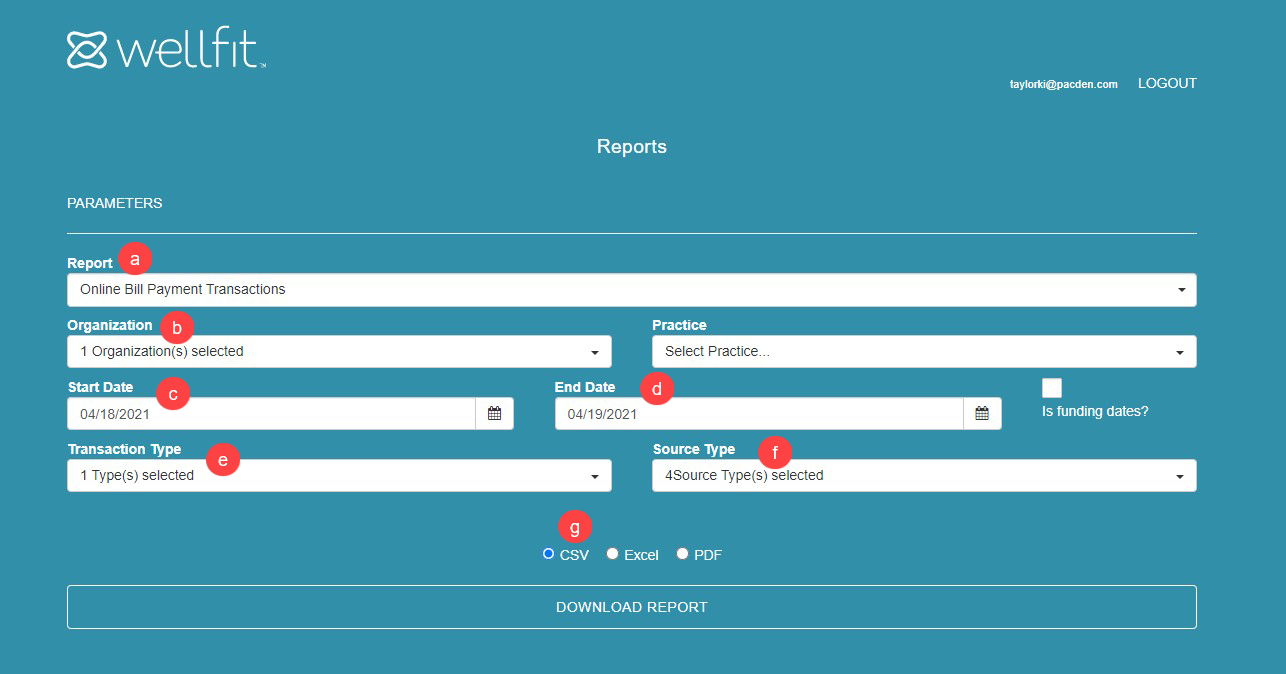 wellfit™
taylorki@pacden.com LOGOUT
Reports
PARAMETERS
Report a
Online Bill Payment Transactions
Organization b Practice
1 Organization(s) selected Select Practice...
Start Date c End Date d
04/18/2021 04/19/2021 Is funding dates?
Transaction Type e Source Type f
1 Type(s) selected 4Source Type(s) selected
g
CSV Excel PDF
DOWNLOAD REPORT